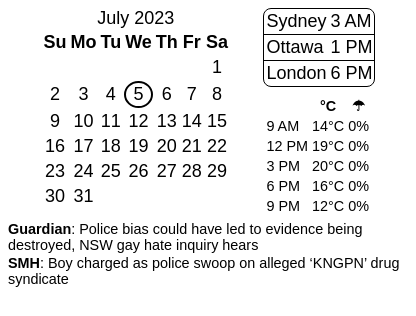 July 2023
Su Mo Tu We Th Fr Sa
1
2 3 4 5 6 7 8
9 10 11 12 13 14 15
16 17 18 19 20 21 22
23 24 25 26 27 28 29
30 31
Sydney 3 AM
Ottawa 1 PM
London 6 PM
°C ☂
9 AM 14°C 0%
12 PM 19°C 0%
3 PM 20°C 0%
6 PM 16°C 0%
9 PM 12°C 0%
Guardian: Police bias could have led to evidence being
destroyed, NSW gay hate inquiry hears
SMH: Boy charged as police swoop on alleged ‘KNGPN’ drug
syndicate